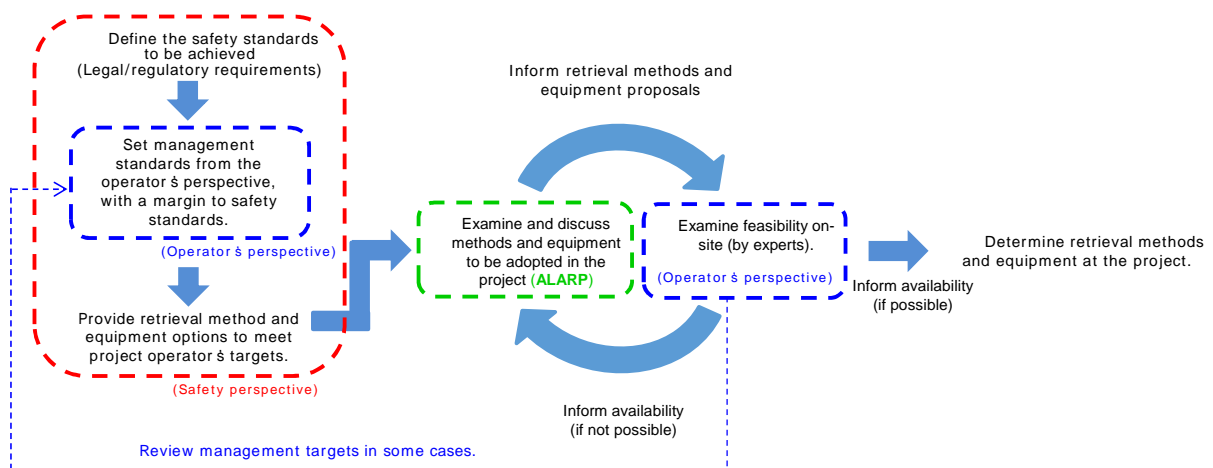 Define the safety standards
to be achieved
(Legal/regulatory requirements)
Set management
standards from the
operator ṡ perspective,
with a margin to safety
standards.
(Operator ṡ perspective)
Provide retrieval method and
equipment options to meet
project operator ṡ targets.
(Safety perspective)
Inform retrieval methods and
equipment proposals
Examine and discuss
methods and equipment
to be adopted in the
project (ALARP)
Examine feasibility on-
site (by experts).
(Operator ṡ perspective)
Inform availability
(if not possible)
Inform availability
(if possible)
Determine retrieval methods
and equipment at the project.
Review management targets in some cases.